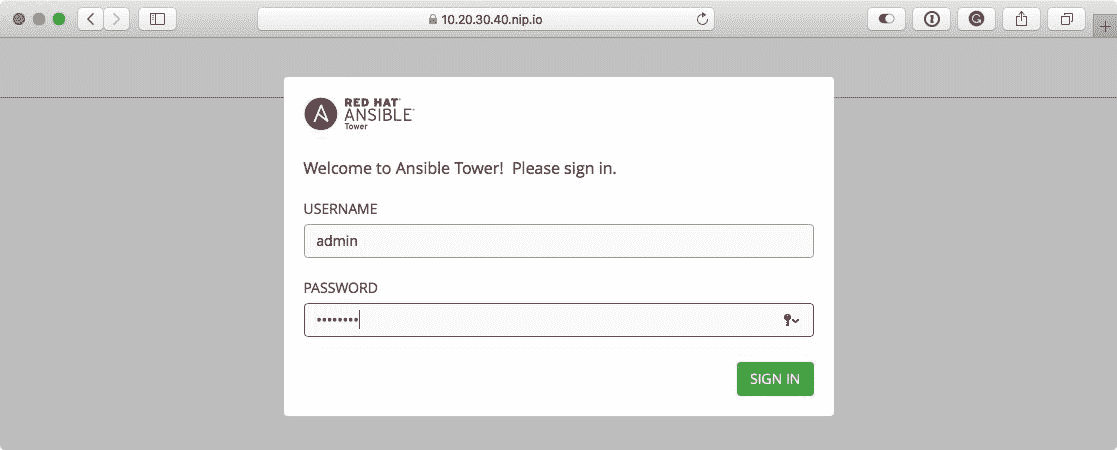 10.20.30.40.nip.io
RED HAT
ANSIBLE
Tower
Welcome to Ansible Tower! Please sign in.
USERNAME
admin
PASSWORD
••••••••
SIGN IN